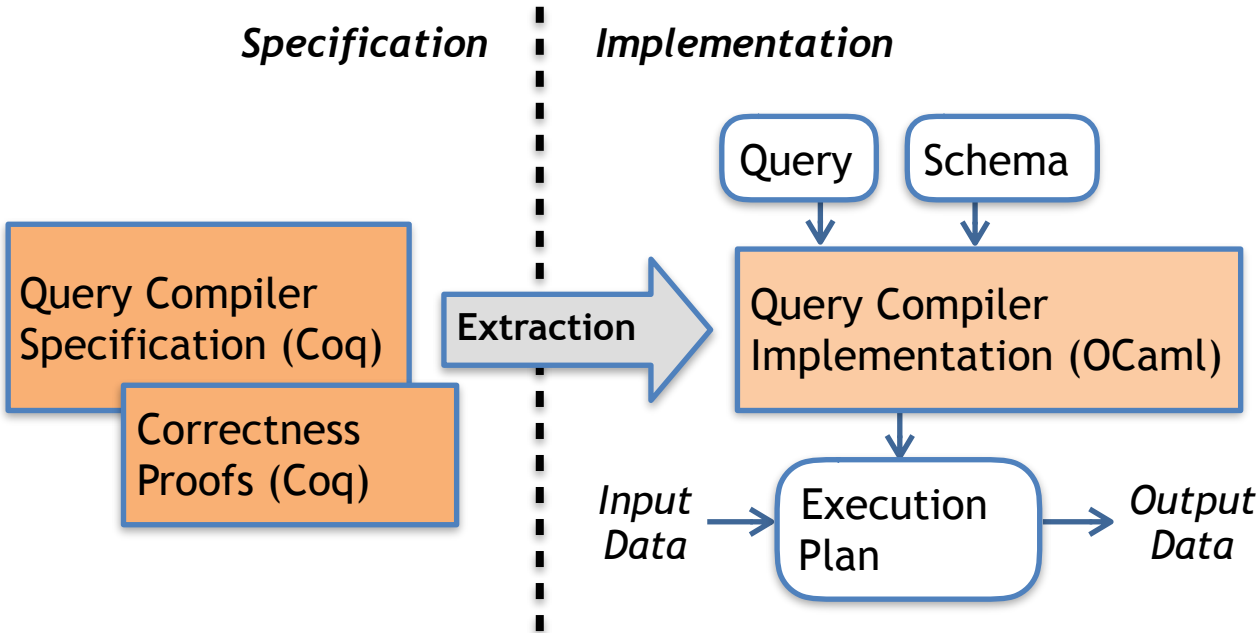 Specification
Implementation
Query
Schema
Query Compiler
Specification (Coq)
Correctness
Proofs (Coq)
Extraction
Query Compiler
Implementation (OCaml)
Input
Data
Execution
Plan
Output
Data